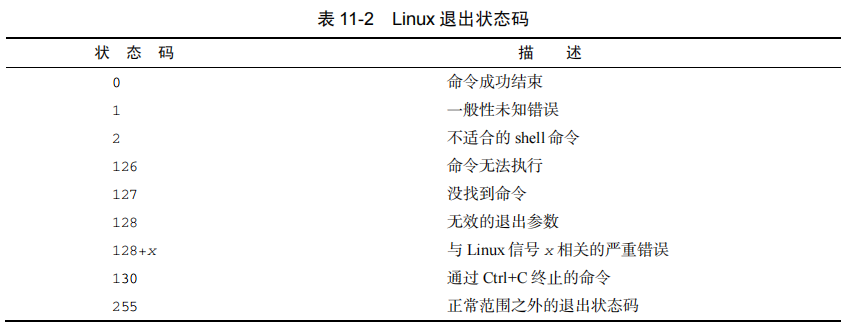 表 11-2 Linux 退出状态码
状 态 码 描 述
0 命令成功结束
1 一般性未知错误
2 不适合的 shell 命令
126 命令无法执行
127 没找到命令
128 无效的退出参数
128+x 与 Linux 信号 x 相关的严重错误
130 通过 Ctrl+C 终止的命令
255 正常范围之外的退出状态码